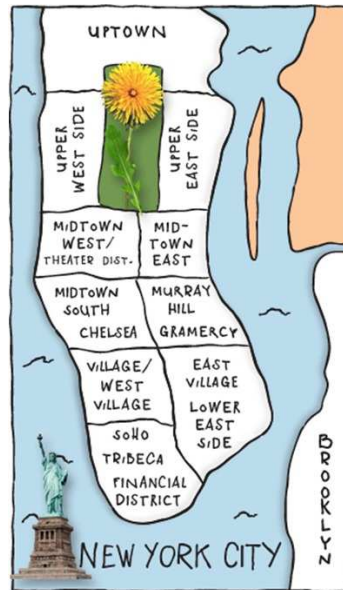 UPTOWN
UPPER
WEST SIDE
UPPER
EAST SIDE
MIDTOWN
WEST/
THEATER DIST.
MID-
TOWN
EAST
MIDTOWN
SOUTH
CHELSEA
MURRAY
HILL
GRAMERCY
VILLAGE/
WEST
VILLAGE
EAST
VILLAGE
LOWER
EAST
SIDE
SOHO
TRIBECA
FINANCIAL
DISTRICT
BROOKLYN
NEW YORK CITY